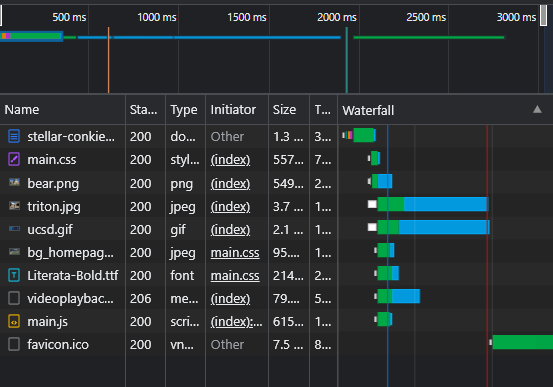 500 ms 1000 ms 1500 ms 2000 ms 2500 ms 3000 ms
Name Sta... Type Initiator Size T... Waterfall
stellar-conkie... 200 do... Other 1.3 ... 3...
main.css 200 styl... (index) 557... 7...
bear.png 200 png (index) 549... 2...
triton.jpg 200 jpeg (index) 3.7 ... 1...
ucsd.gif 200 gif (index) 2.1 ... 1...
bg_homepag... 200 jpeg main.css 95.... 1...
Literata-Bold.ttf 200 font main.css 214... 2...
videoplaybac... 206 me... (index) 79.... 5...
main.js 200 scri... (index):... 615... 1...
favicon.ico 200 vn... Other 7.5 ... 8...